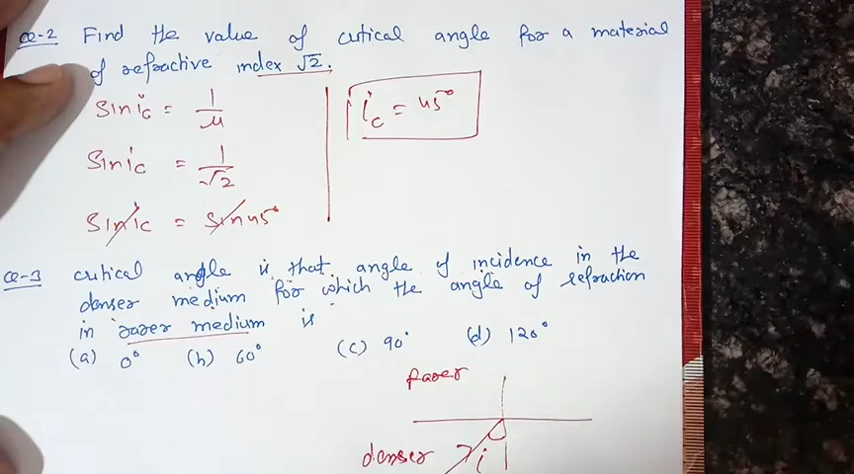 Q-2 Find the value of critical angle for a material
of refractive index √2.
Sin ic = 1/μ
Sin ic = 1/√2
Sin ic = Sin 45°
ic = 45°
Q-3 critical angle is that angle of incidence in the
denser medium for which the angle of refraction
in rarer medium is
(a) 0° (b) 60° (c) 90° (d) 120°
Rarer
denser i